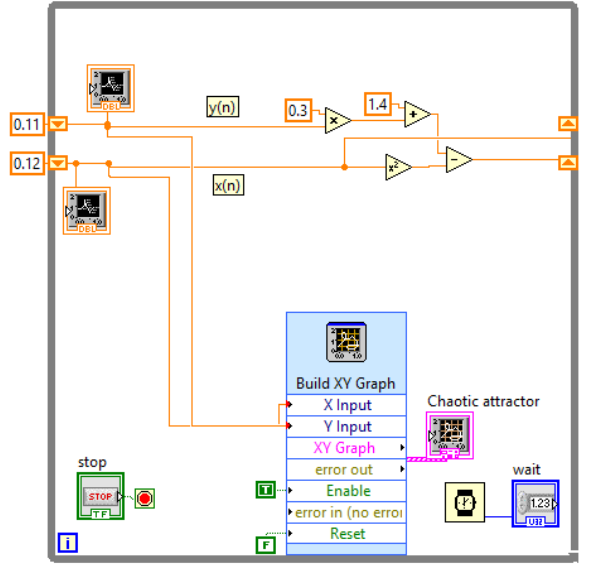 DBL
y(n)
0.3
×
1.4
+
0.11
0.12
x²
−
x(n)
DBL
Build XY Graph
X Input
Y Input
XY Graph
error out
Enable
error in (no erro
Reset
Chaotic attractor
stop
STOP
TF
T
F
i
wait
1.23
U32